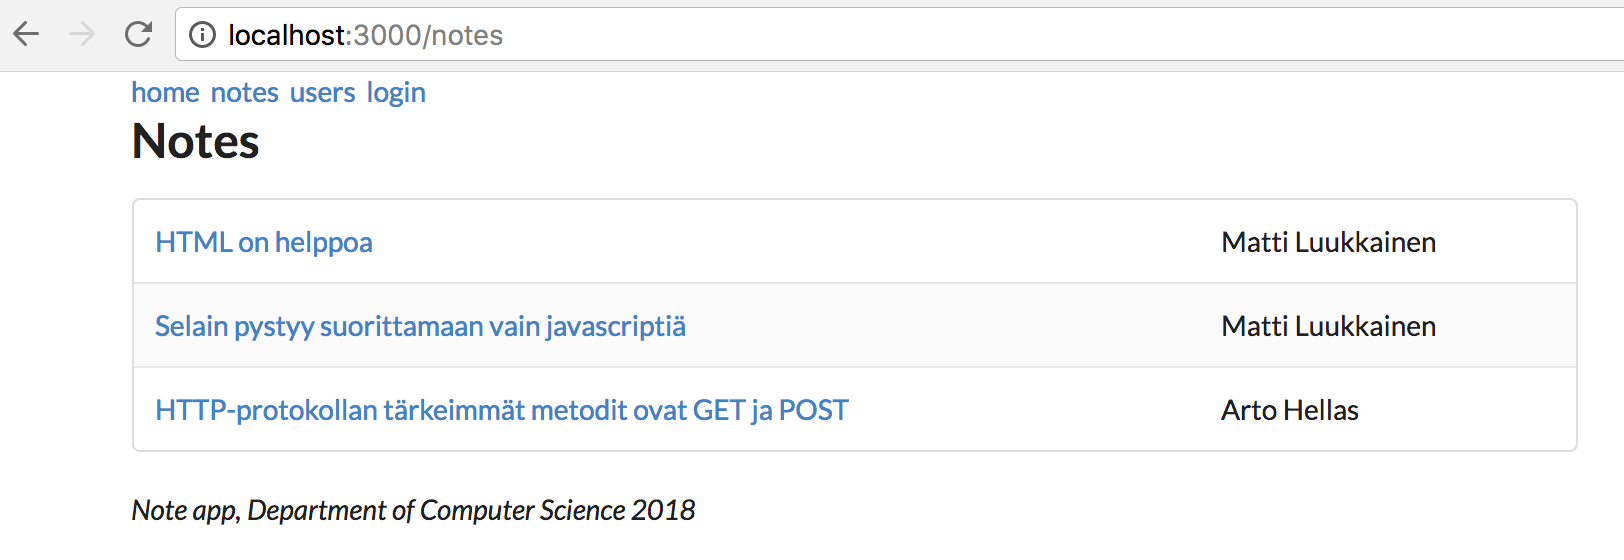 localhost:3000/notes
home notes users login
Notes
HTML on helppoa Matti Luukkainen
Selain pystyy suorittamaan vain javascriptiä Matti Luukkainen
HTTP-protokollan tärkeimmät metodit ovat GET ja POST Arto Hellas
Note app, Department of Computer Science 2018